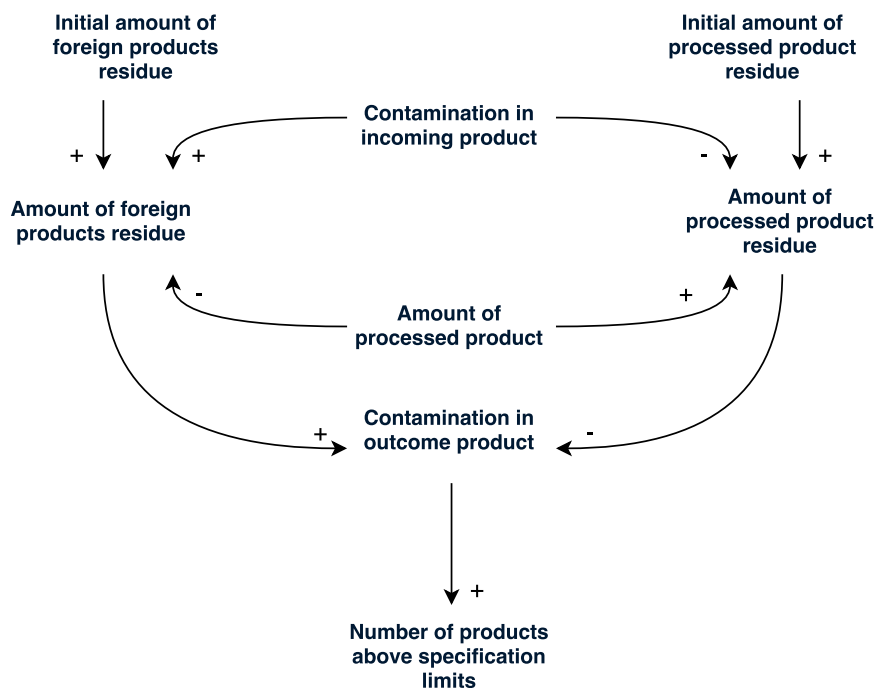 Initial amount of
foreign products
residue
Initial amount of
processed product
residue
Contamination in
incoming product
+
+
-
+
Amount of foreign
products residue
Amount of
processed product
residue
-
+
Amount of
processed product
Contamination in
outcome product
+
-
+
Number of products
above specification
limits